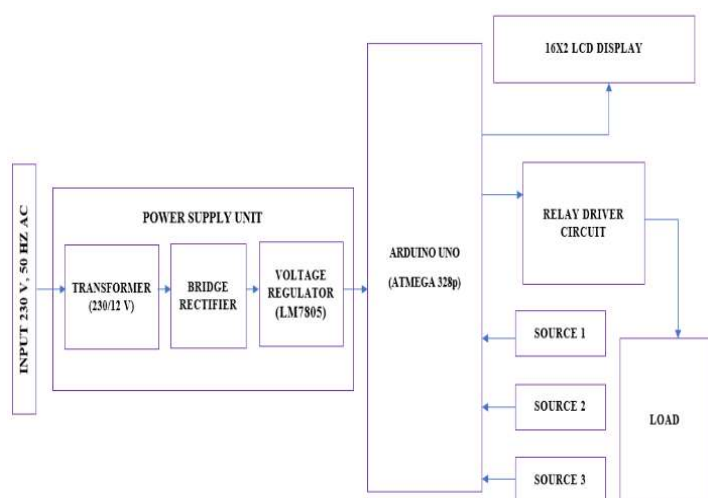 16X2 LCD DISPLAY
INPUT 230 V, 50 HZ AC
POWER SUPPLY UNIT
TRANSFORMER
(230/12 V)
BRIDGE
RECTIFIER
VOLTAGE
REGULATOR
(LM7805)
ARDUINO UNO
(ATMEGA 328p)
RELAY DRIVER
CIRCUIT
SOURCE 1
SOURCE 2
SOURCE 3
LOAD